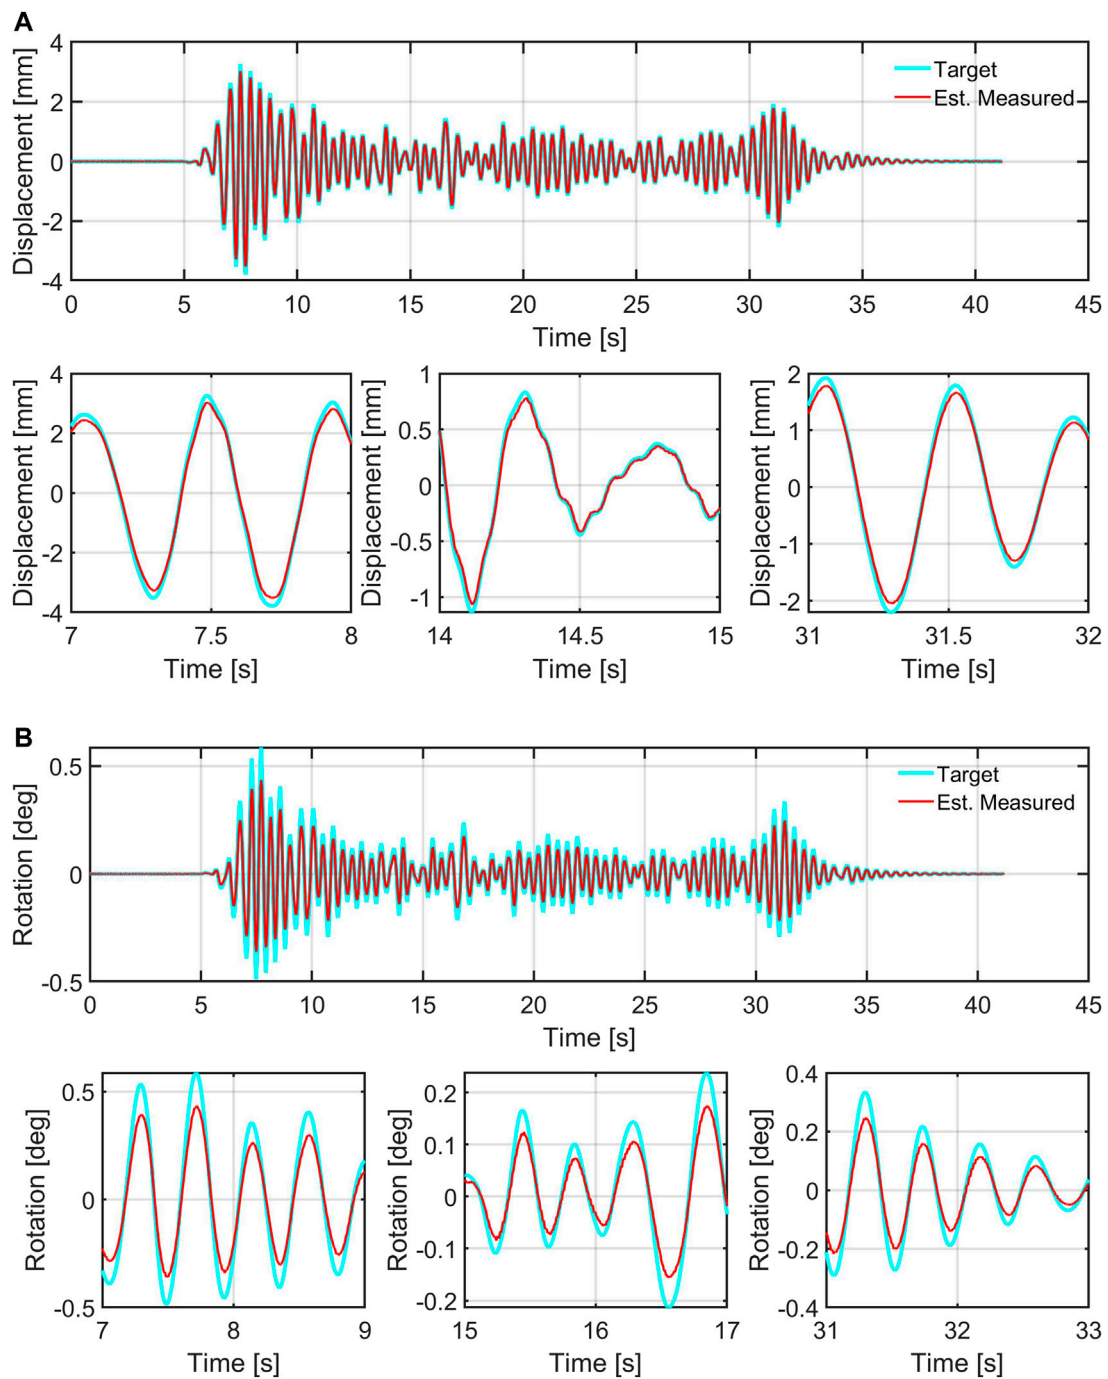 A
Displacement [mm]
4
2
0
-2
-4
Target
Est. Measured
0 5 10 15 20 25 30 35 40 45
Time [s]
Displacement [mm]
4
2
0
-2
-4
7 7.5 8
Time [s]
Displacement [mm]
1
0.5
0
-0.5
-1
14 14.5 15
Time [s]
Displacement [mm]
2
1
0
-1
-2
31 31.5 32
Time [s]
B
Rotation [deg]
0.5
0
-0.5
Target
Est. Measured
0 5 10 15 20 25 30 35 40 45
Time [s]
Rotation [deg]
0.5
0
-0.5
7 8 9
Time [s]
Rotation [deg]
0.2
0.1
0
-0.1
-0.2
15 16 17
Time [s]
Rotation [deg]
0.4
0.2
0
-0.2
-0.4
31 32 33
Time [s]